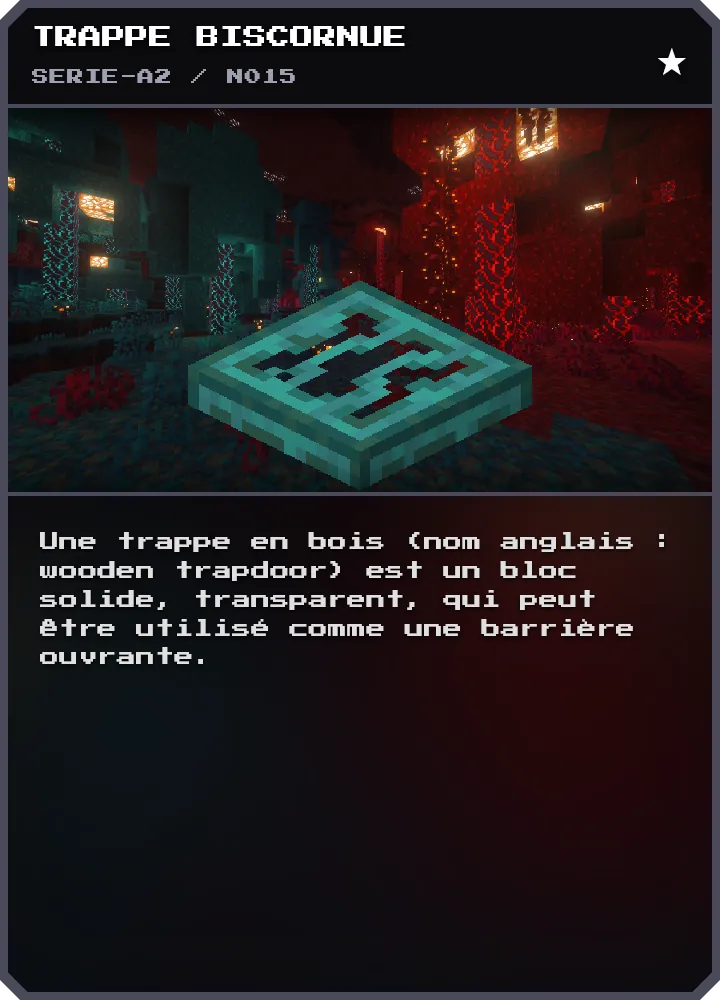 TRAPPE BISCORNUE
SERIE-A2 / NO15
Une trappe en bois (nom anglais :
wooden trapdoor) est un bloc
solide, transparent, qui peut
être utilisé comme une barrière
ouvrante.